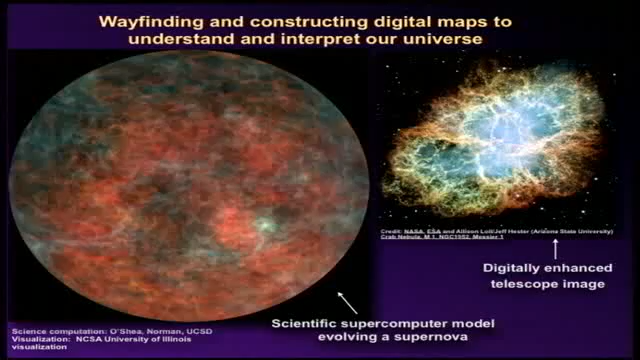 Wayfinding and constructing digital maps to
understand and interpret our universe
Credit: NASA, ESA and Allison Loll/Jeff Hester (Arizona State University)
Crab Nebula, M 1, NGC1952, Messier 1
Digitally enhanced
telescope image
Scientific supercomputer model
evolving a supernova
Science computation: O'Shea, Norman, UCSD
Visualization: NCSA University of Illinois
visualization